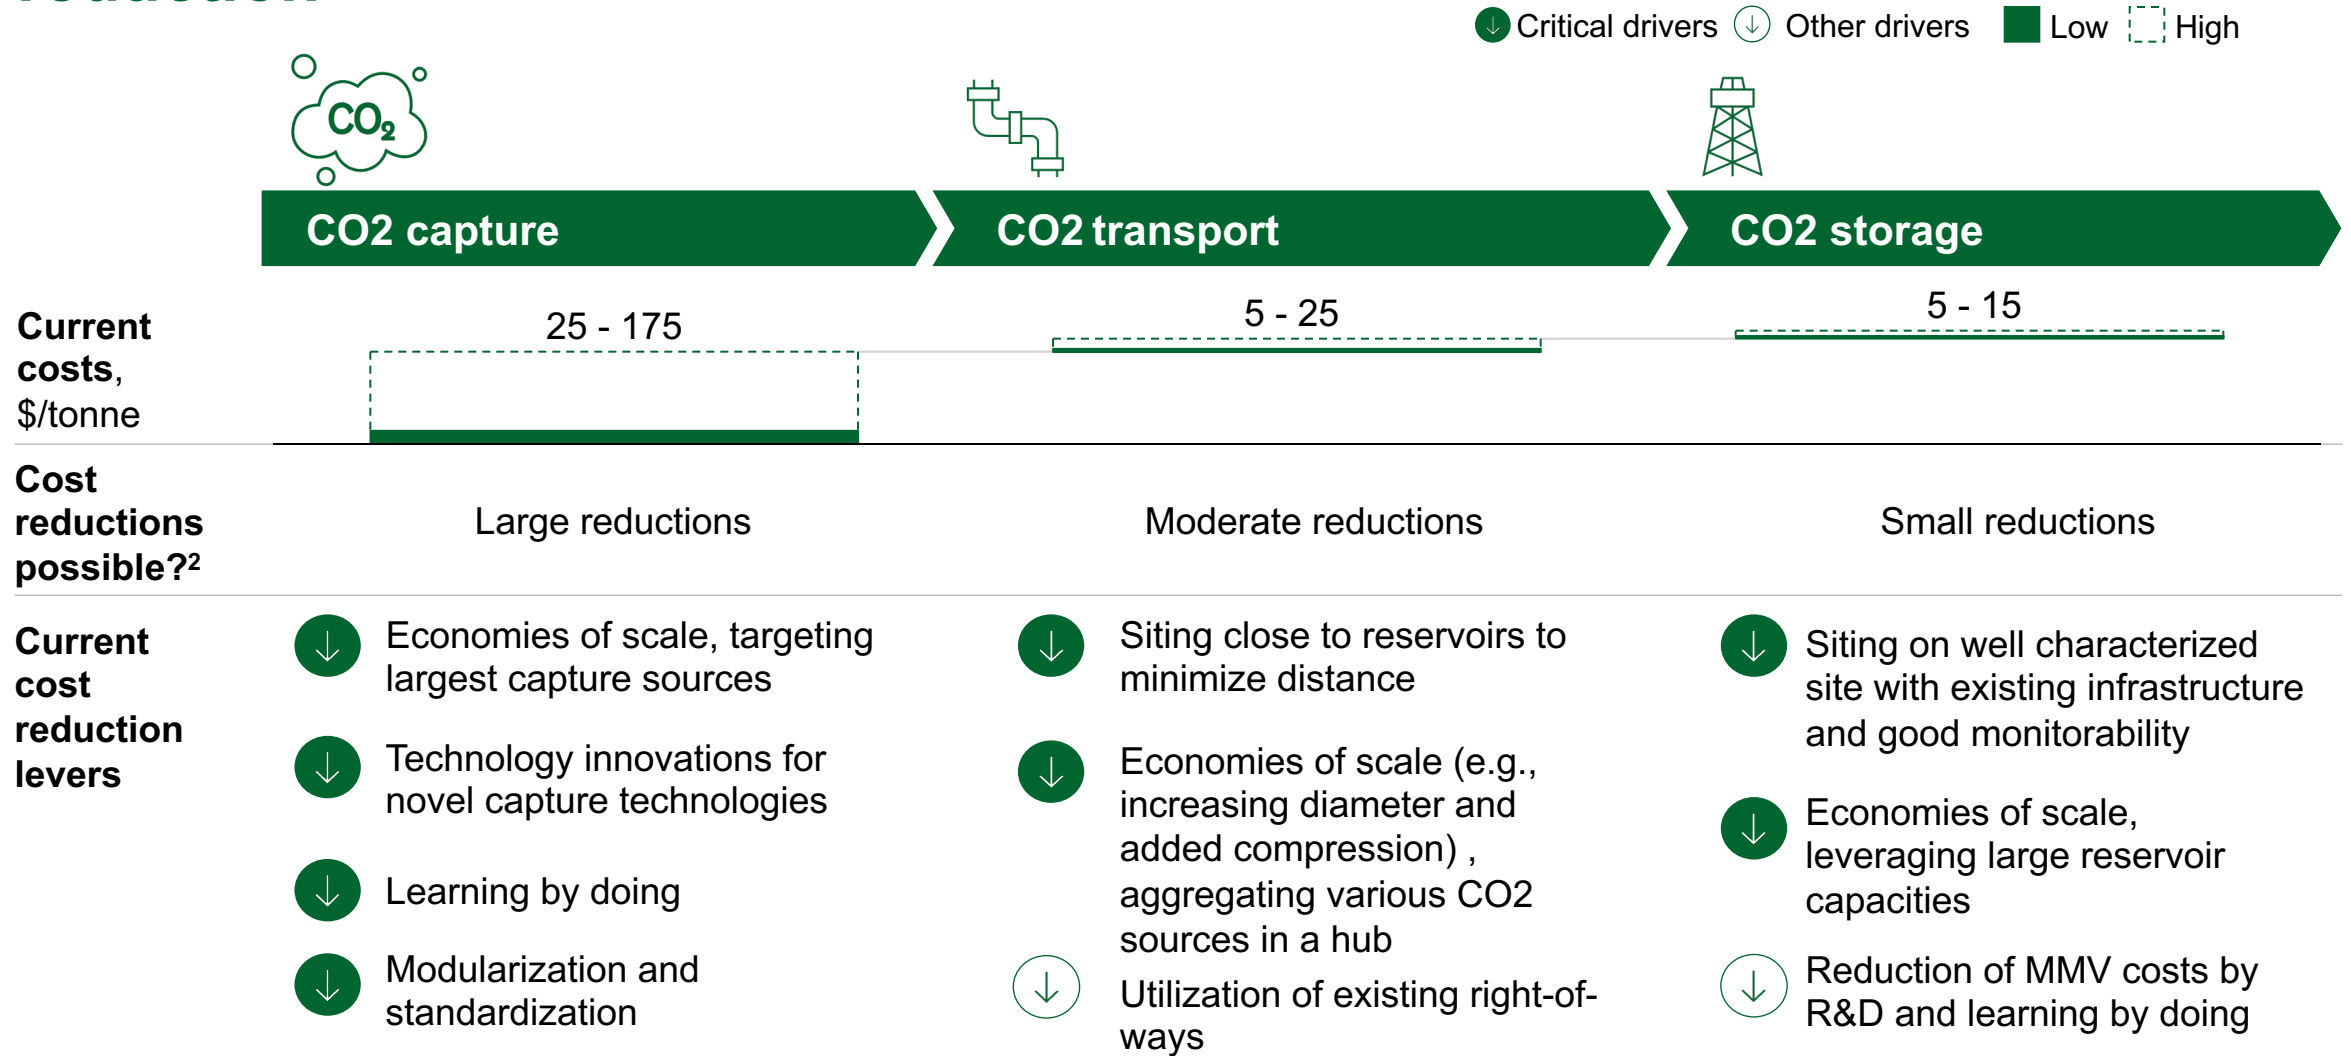 reduction
Critical drivers
Other drivers
Low
High
CO2
CO2 capture
CO2 transport
CO2 storage
Current
costs,
$/tonne
25 - 175
5 - 25
5 - 15
Cost
reductions
possible?2
Large reductions
Moderate reductions
Small reductions
Current
cost
reduction
levers
Economies of scale, targeting
largest capture sources
Technology innovations for
novel capture technologies
Learning by doing
Modularization and
standardization
Siting close to reservoirs to
minimize distance
Economies of scale (e.g.,
increasing diameter and
added compression) ,
aggregating various CO2
sources in a hub
Utilization of existing right-of-
ways
Siting on well characterized
site with existing infrastructure
and good monitorability
Economies of scale,
leveraging large reservoir
capacities
Reduction of MMV costs by
R&D and learning by doing